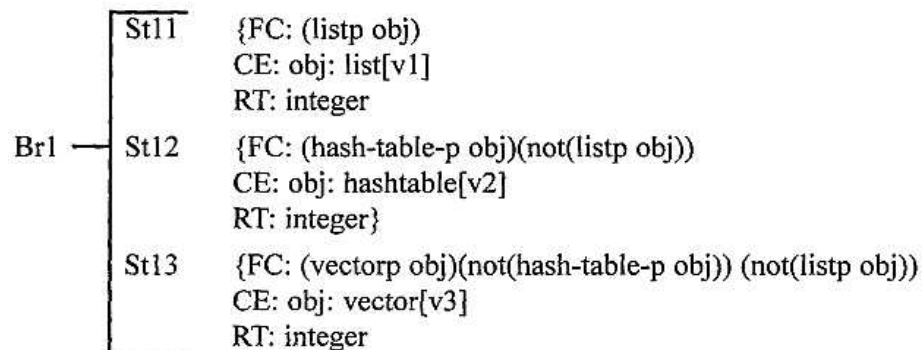 St11 {FC: (listp obj)
CE: obj: list[v1]
RT: integer
Br1 St12 {FC: (hash-table-p obj)(not(listp obj))
CE: obj: hashtable[v2]
RT: integer}
St13 {FC: (vectorp obj)(not(hash-table-p obj)) (not(listp obj))
CE: obj: vector[v3]
RT: integer